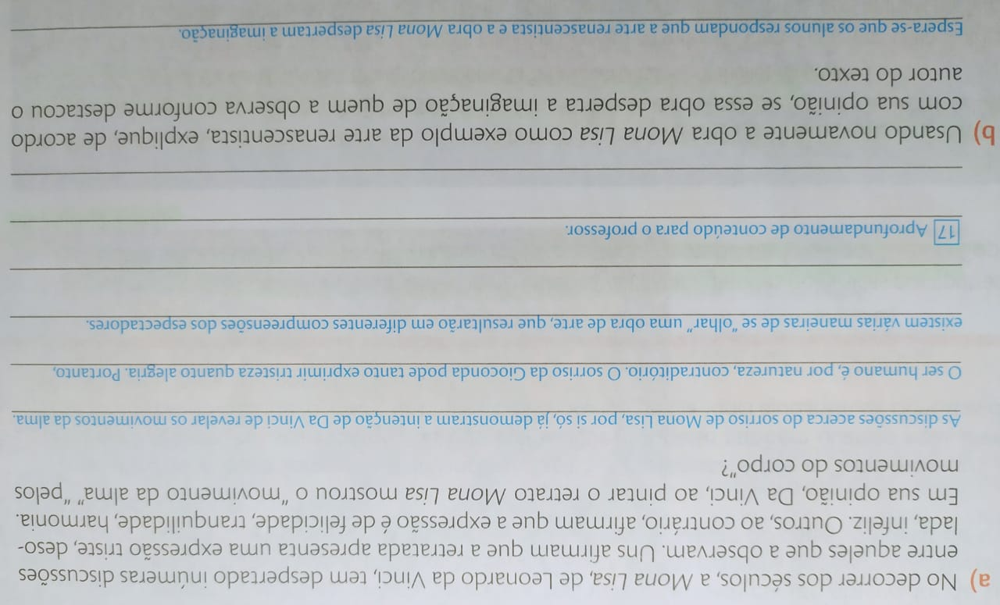 a) No decorrer dos séculos, a Mona Lisa, de Leonardo da Vinci, tem despertado inúmeras discussões
entre aqueles que a observam. Uns afirmam que a retratada apresenta uma expressão triste, deso-
lada, infeliz. Outros, ao contrário, afirmam que a expressão é de felicidade, tranquilidade, harmonia.
Em sua opinião, Da Vinci, ao pintar o retrato Mona Lisa mostrou o "movimento da alma" "pelos
movimentos do corpo"?
As discussões acerca do sorriso de Mona Lisa, por si só, já demonstram a intenção de Da Vinci de revelar os movimentos da alma.
O ser humano é, por natureza, contraditório. O sorriso da Gioconda pode tanto exprimir tristeza quanto alegria. Portanto,
existem várias maneiras de se "olhar" uma obra de arte, que resultarão em diferentes compreensões dos espectadores.
17 Aprofundamento de conteúdo para o professor.
b) Usando novamente a obra Mona Lisa como exemplo da arte renascentista, explique, de acordo
com sua opinião, se essa obra desperta a imaginação de quem a observa conforme destacou o
autor do texto.
Espera-se que os alunos respondam que a arte renascentista e a obra Mona Lisa despertam a imaginação.